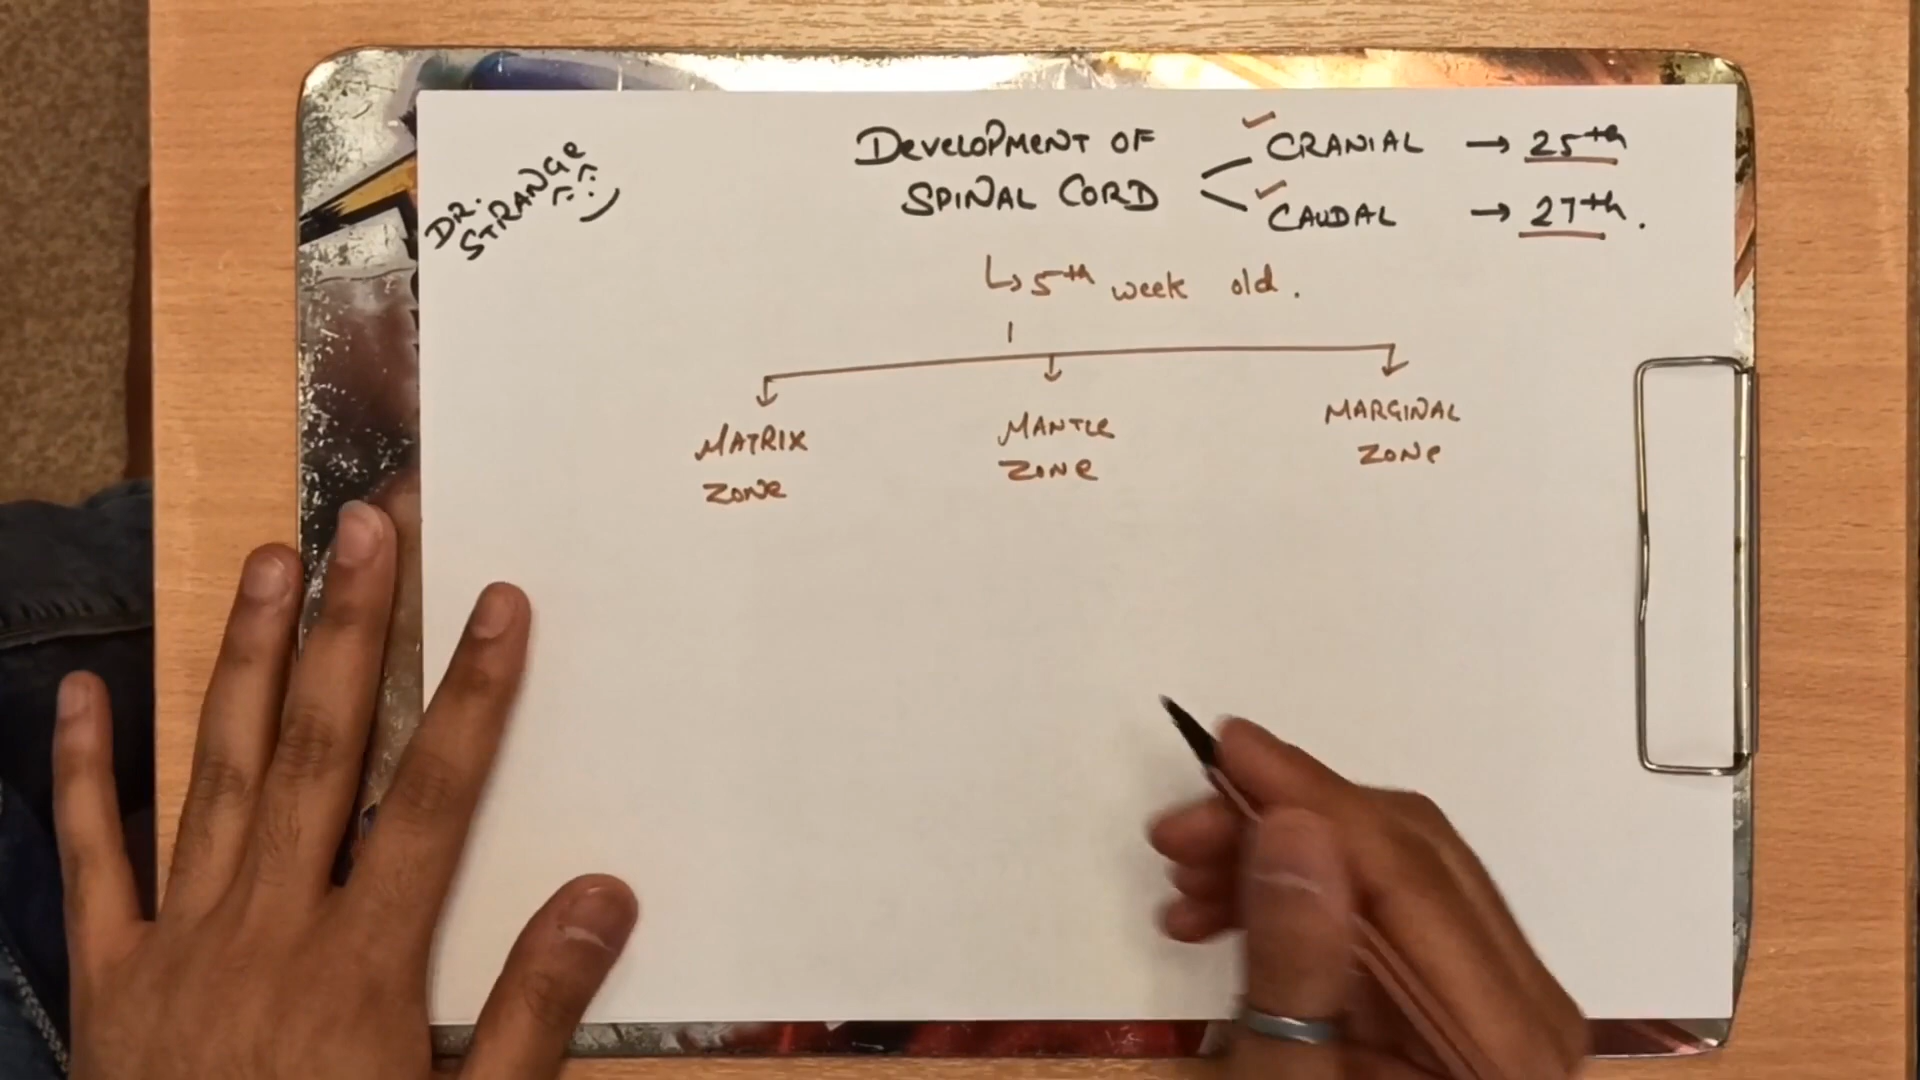 DR.
STRANGE
DEVELOPMENT OF
SPINAL CORD
CRANIAL → 25th
CAUDAL → 27th.
↳ 5th week old.
MATRIX
ZONE
MANTLE
ZONE
MARGINAL
ZONE